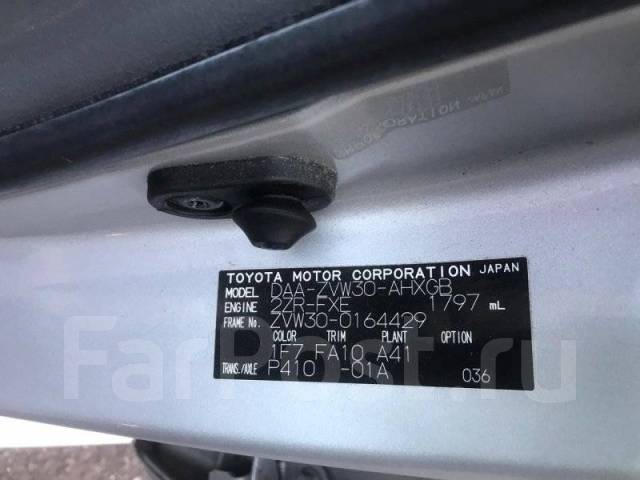 TOYOTA MOTOR CORPORATION JAPAN
MODEL DAA-ZVW30-AHXGB
ENGINE 2ZR-FXE 1797 mL
FRAME No. ZVW30-0164429
COLOR TRIM PLANT OPTION
1F7 FA10 A41
TRANS./AXLE P410 -01A 036
FarPost.ru